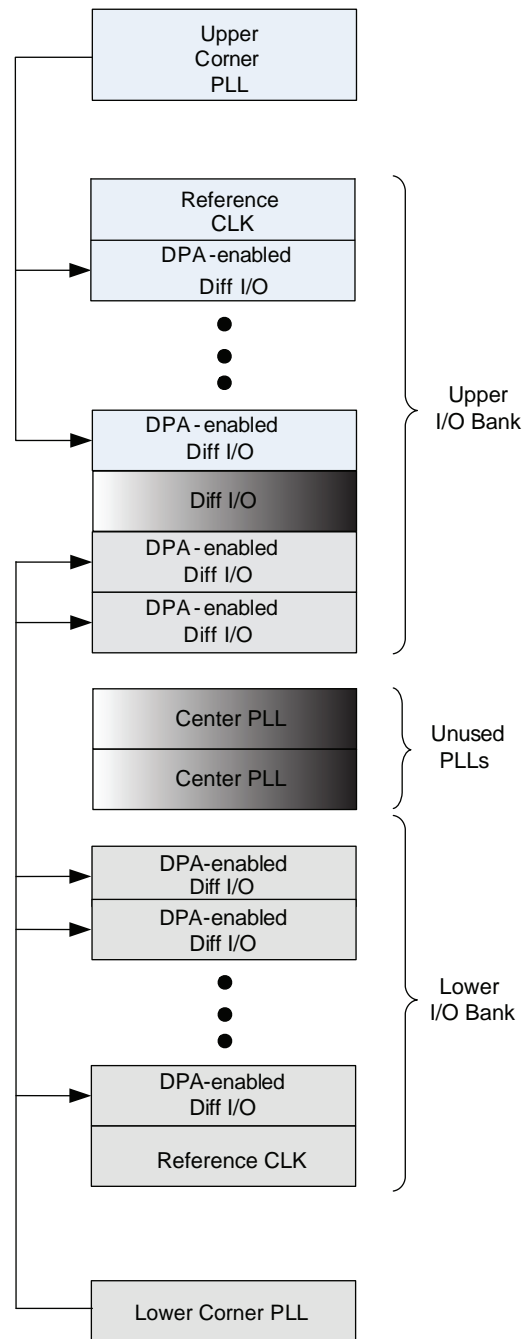 Upper
Corner
PLL
Reference
CLK
DPA-enabled
Diff I/O
DPA-enabled
Diff I/O
Diff I/O
DPA-enabled
Diff I/O
DPA-enabled
Diff I/O
Upper
I/O Bank
Center PLL
Center PLL
Unused
PLLs
DPA-enabled
Diff I/O
DPA-enabled
Diff I/O
DPA-enabled
Diff I/O
Reference CLK
Lower
I/O Bank
Lower Corner PLL